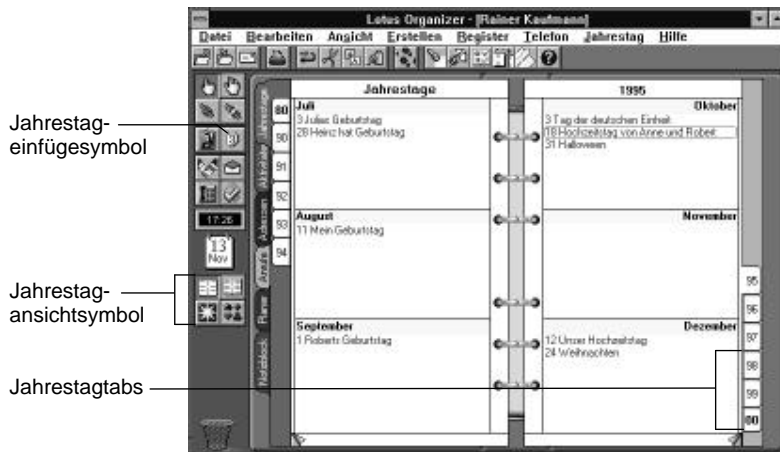 Lotus Organizer - [Rainer Kaufmann]
Datei Bearbeiten Ansicht Erstellen Register Telefon Jahrestag Hilfe
Jahrestag-
einfügesymbol
Jahrestag-
ansichtsymbol
Jahrestagtabs
17:26
13
Nov
Jahrestage
Aktivitäten
Adressen
Anrufe
Planer
Notizblock
80
90
91
92
93
94
Jahrestage
Juli
3 Julias Geburtstag
28 Heinz hat Geburtstag
August
11 Mein Geburtstag
September
1 Roberts Geburtstag
1995
Oktober
3 Tag der deutschen Einheit
18 Hochzeitstag von Anne und Robert
31 Halloween
November
Dezember
12 Unser Hochzeitstag
24 Weihnachten
95
96
97
98
99
00